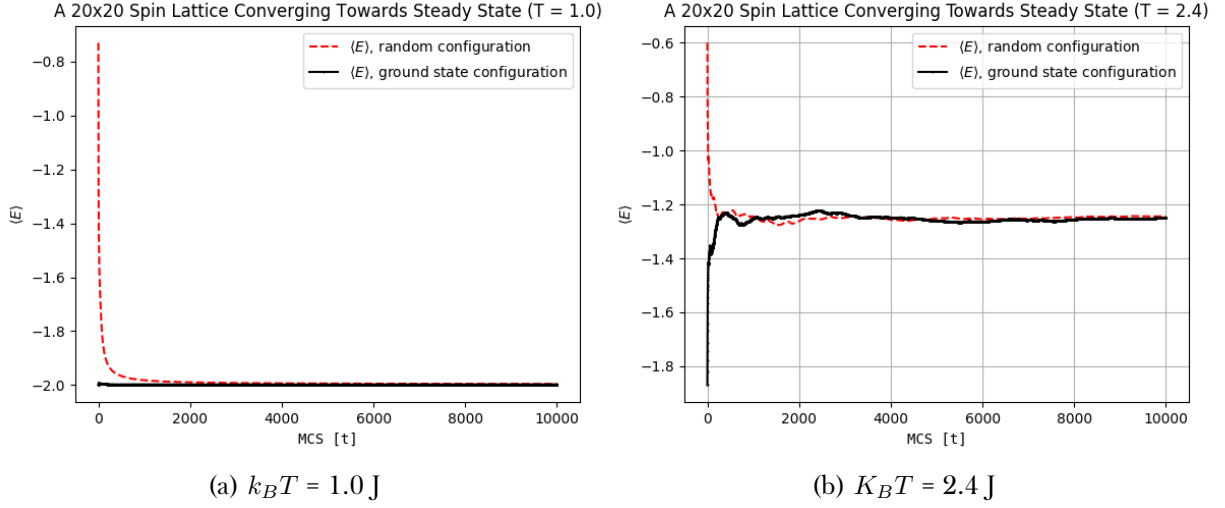 A 20x20 Spin Lattice Converging Towards Steady State (T = 1.0)
⟨E⟩, random configuration
⟨E⟩, ground state configuration
−0.8
−1.0
−1.2
−1.4
−1.6
−1.8
−2.0
⟨E⟩
0 2000 4000 6000 8000 10000
MCS [t]
(a) k_BT = 1.0 J
A 20x20 Spin Lattice Converging Towards Steady State (T = 2.4)
⟨E⟩, random configuration
⟨E⟩, ground state configuration
−0.6
−0.8
−1.0
−1.2
−1.4
−1.6
−1.8
⟨E⟩
0 2000 4000 6000 8000 10000
MCS [t]
(b) K_BT = 2.4 J